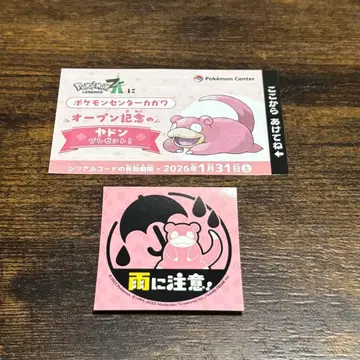 Pokémon
LEGENDS Z-A に
Pokémon Center
ポケモンセンターカガワ
オープン記念の
ヤドン
プレゼント!
シリアルコードの有効期限・2026年1月31日(土)
ここから あけてね
雨に注意!